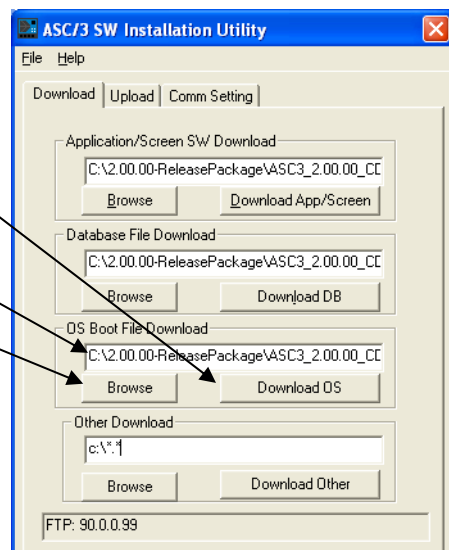 ASC/3 SW Installation Utility
File Help
Download Upload Comm Setting
Application/Screen SW Download
C:\2.00.00-ReleasePackage\ASC3_2.00.00_CD
Browse Download App/Screen
Database File Download
C:\2.00.00-ReleasePackage\ASC3_2.00.00_CD
Browse Download DB
OS Boot File Download
C:\2.00.00-ReleasePackage\ASC3_2.00.00_CD
Browse Download OS
Other Download
c:\*.*
Browse Download Other
FTP: 90.0.0.99